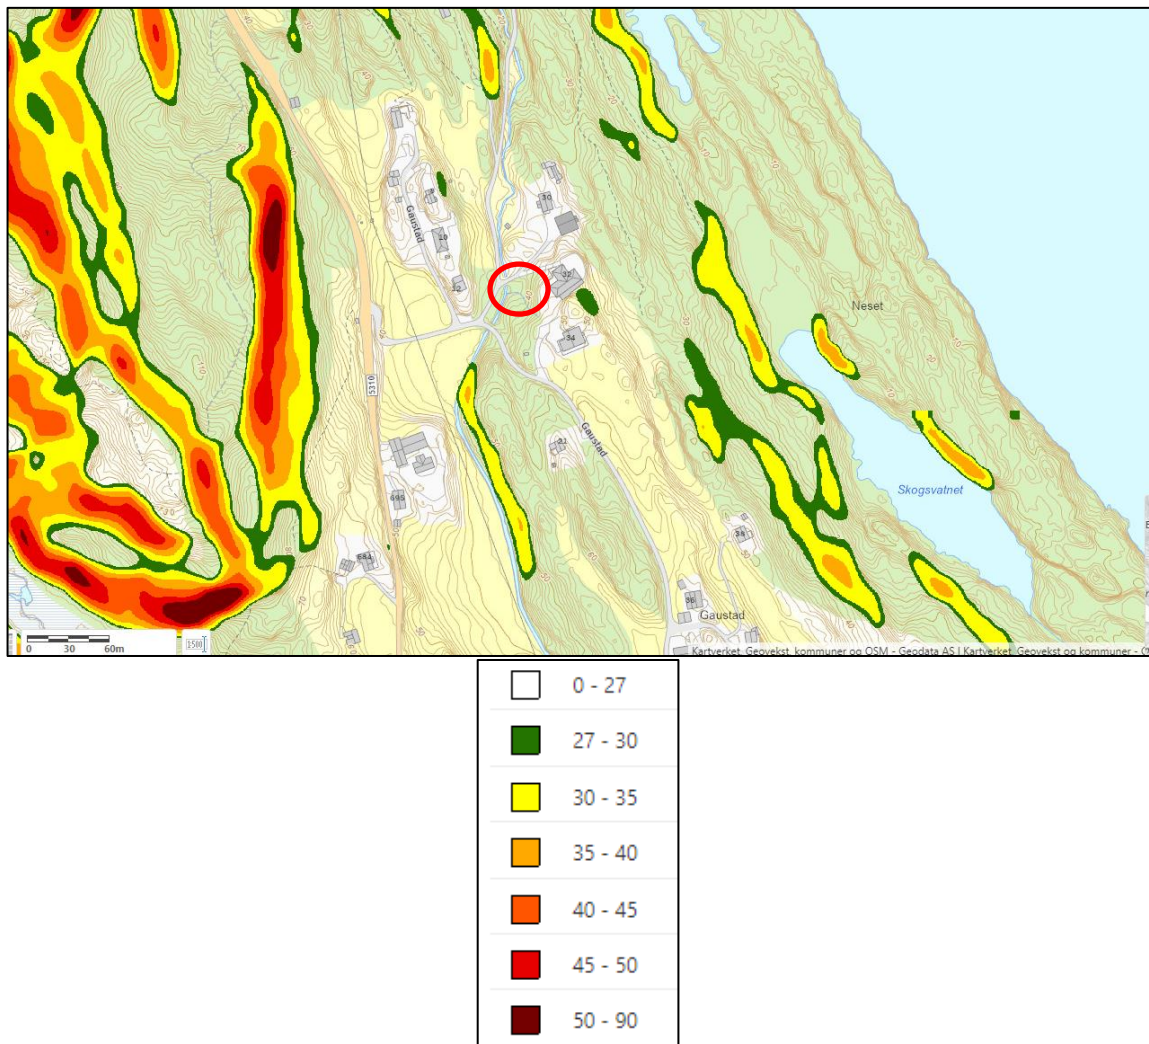 30
Gaustad
10
32
12
Neset
34
5310
Gaustad
21
Skogsvatnet
695
38
684
36
Gaustad
0 30 60m
Kartverket, Geovekst, kommuner og OSM - Geodata AS | Kartverket, Geovekst og kommuner -
0 - 27
27 - 30
30 - 35
35 - 40
40 - 45
45 - 50
50 - 90